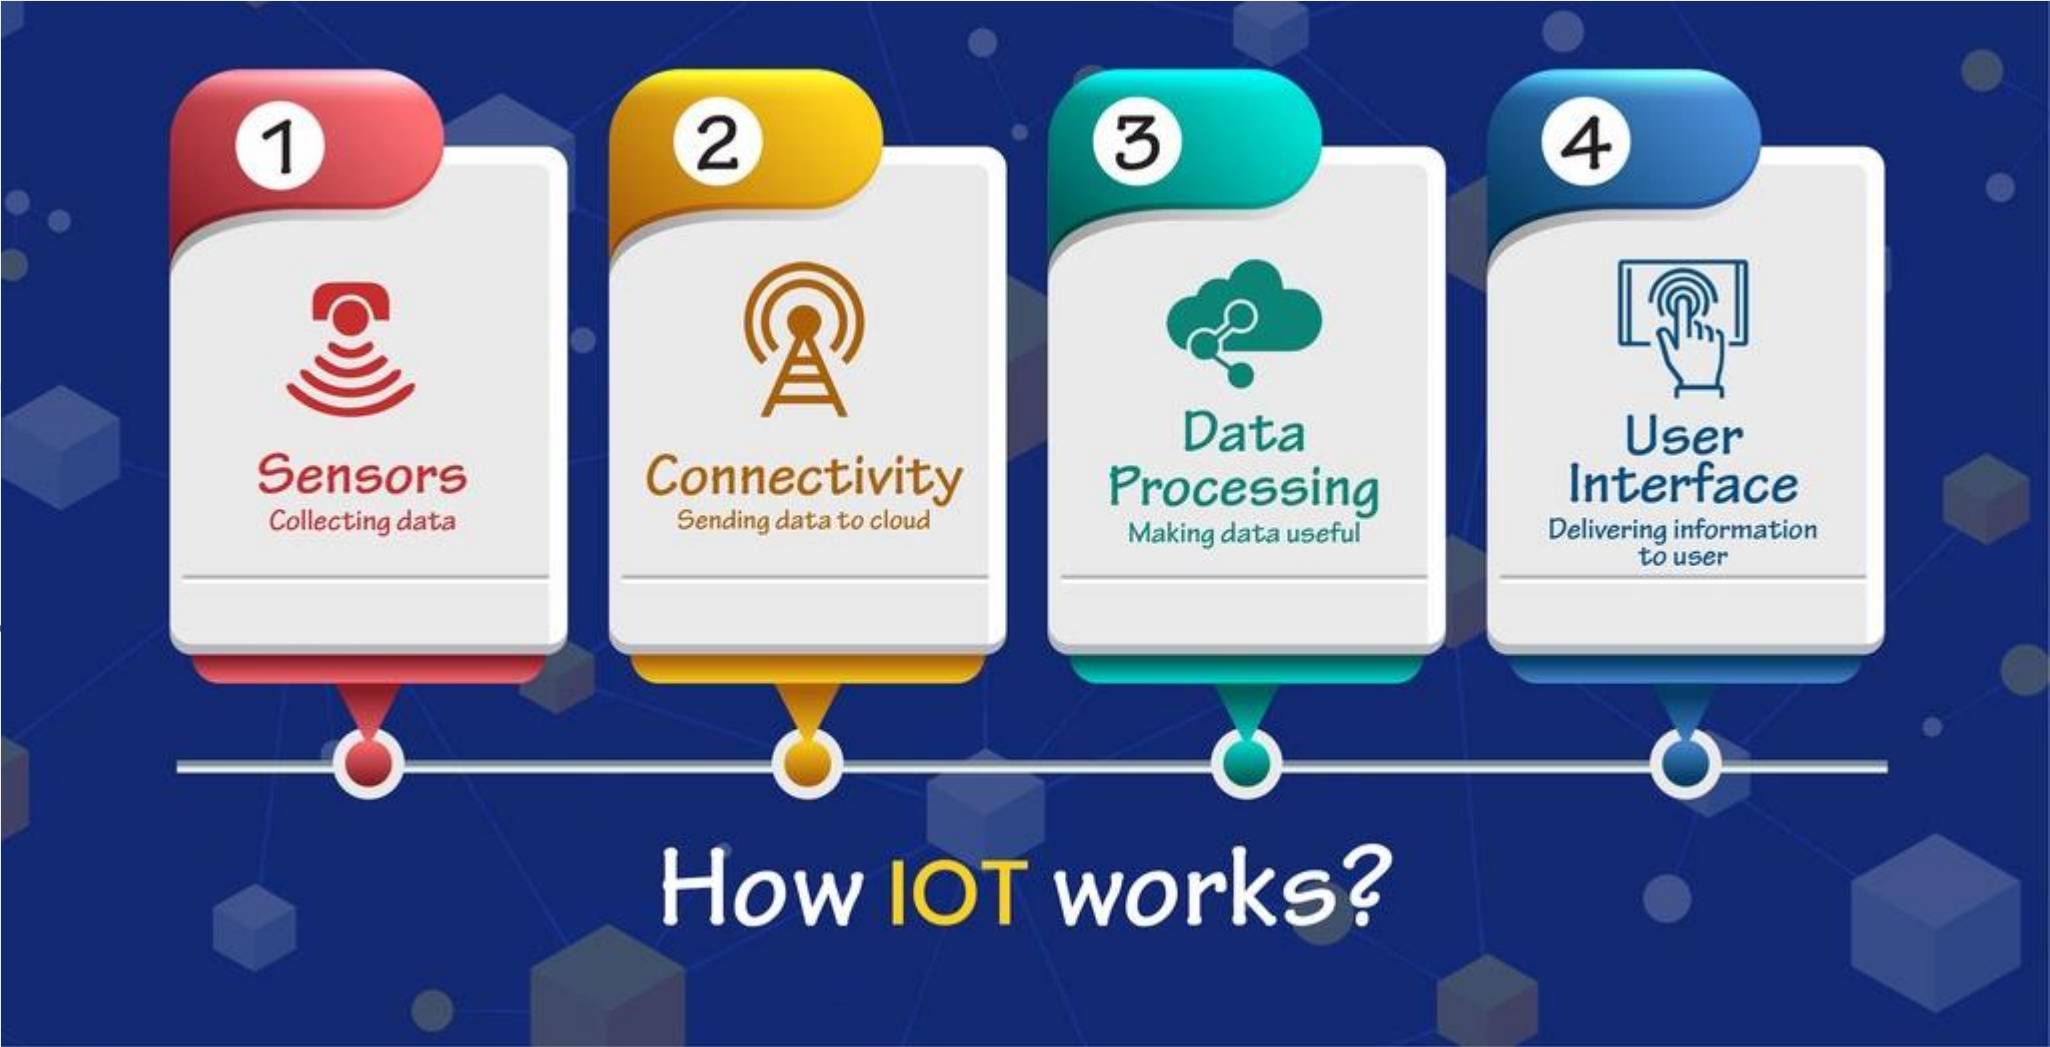 1
Sensors
Collecting data
2
Connectivity
Sending data to cloud
3
Data
Processing
Making data useful
4
User
Interface
Delivering information
to user
How IOT works?